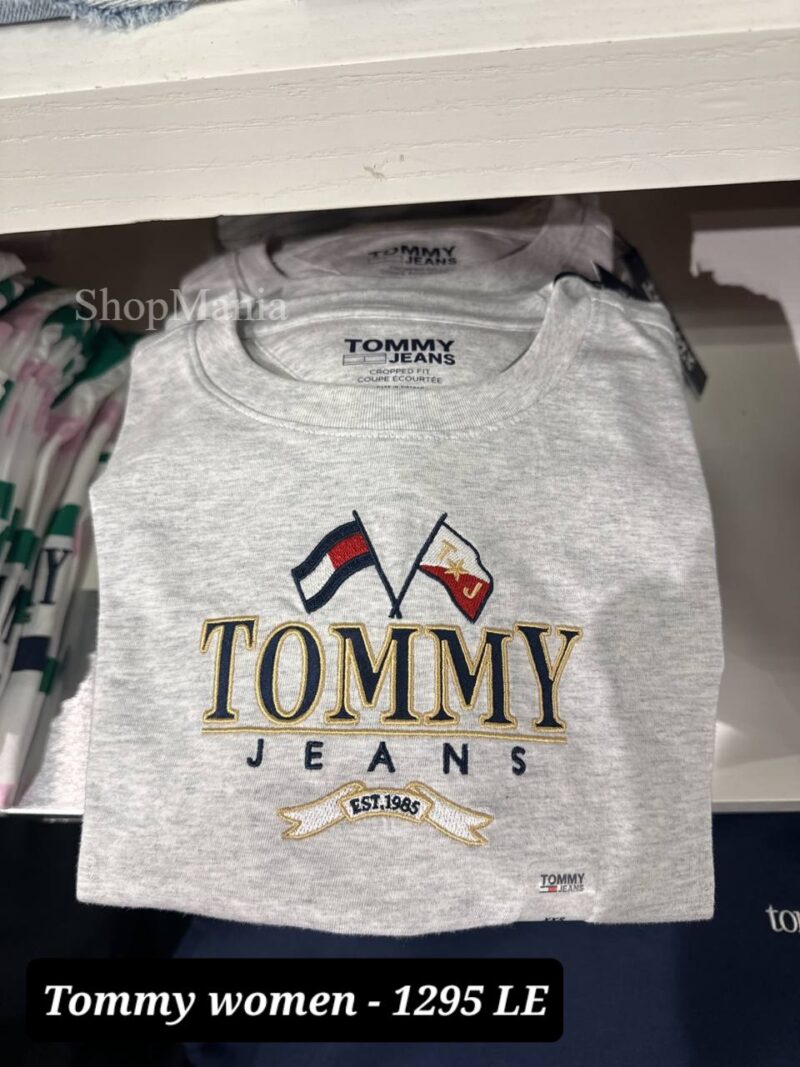 TOMMY
JEANS
ShopMania
TOMMY
JEANS
CROPPED FIT
COUPE ÉCOURTÉE
T
J
TOMMY
JEANS
EST.1985
TOMMY
JEANS
Tommy women - 1295 LE